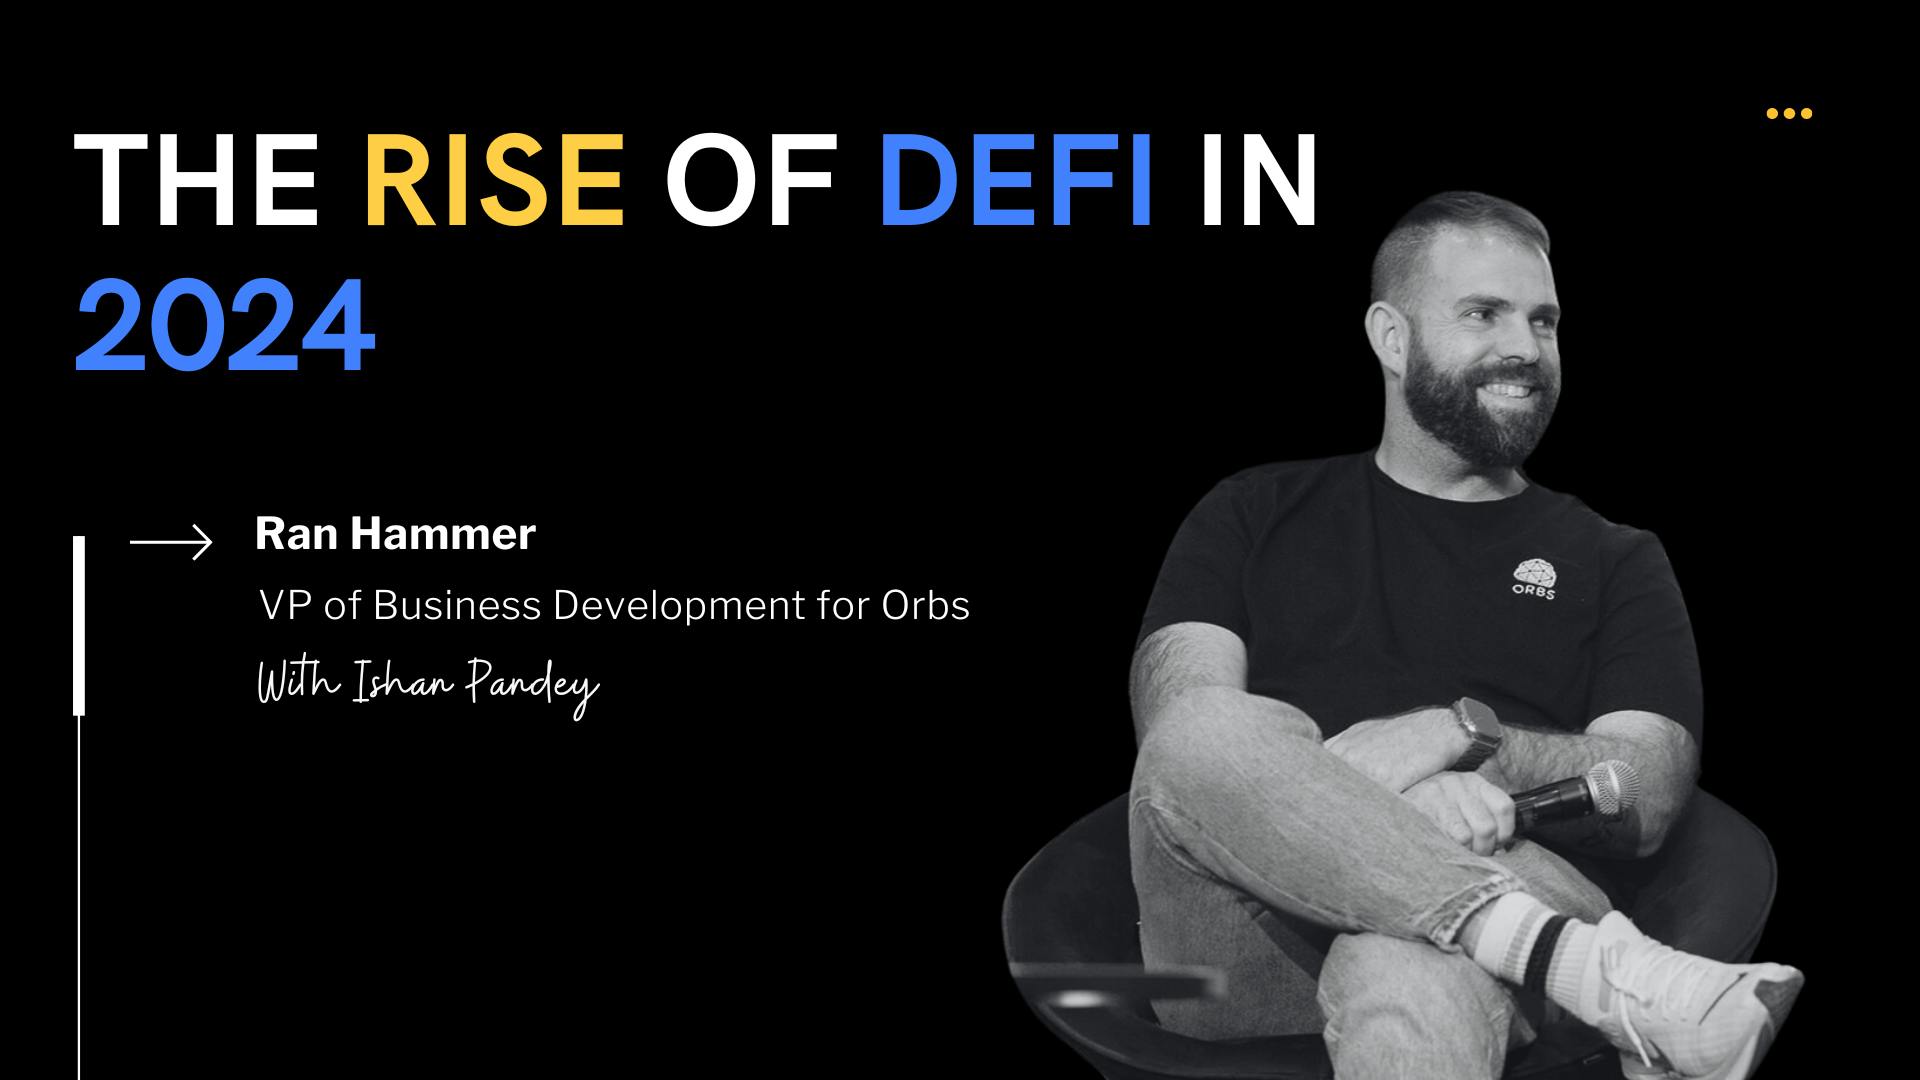 THE RISE OF DEFI IN
2024
Ran Hammer
VP of Business Development for Orbs
With Ishan Pandey
ORBS